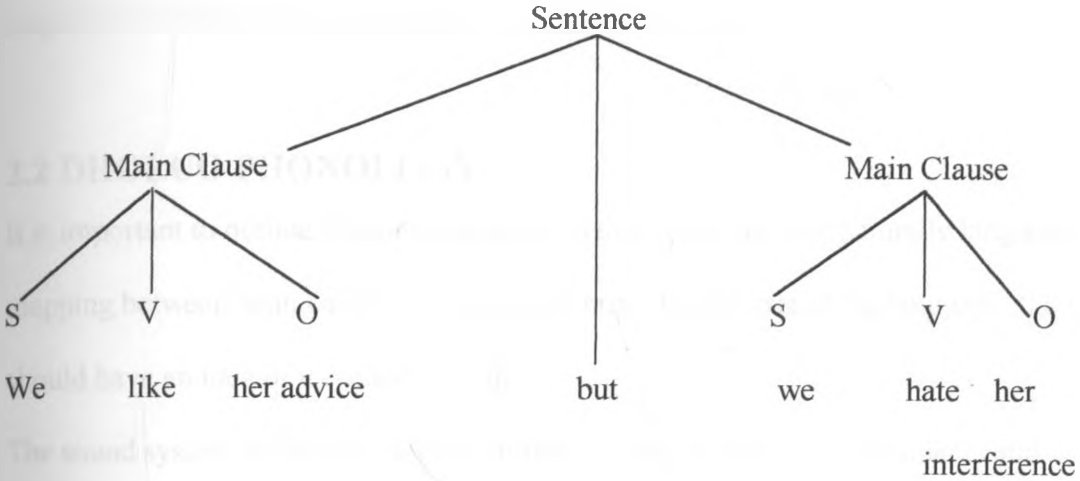 Sentence
Main Clause Main Clause
S V O S V O
We like her advice but we hate her
interference